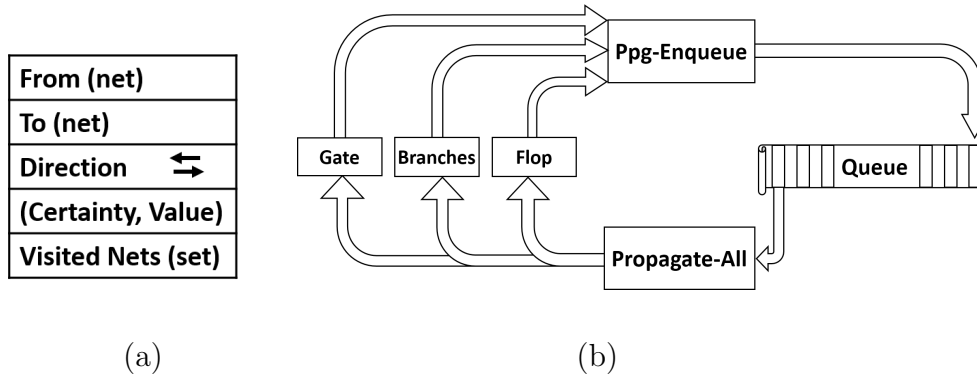 From (net)
To (net)
Direction
(Certainty, Value)
Visited Nets (set)
(a)
Ppg-Enqueue
Gate
Branches
Flop
Queue
Propagate-All
(b)